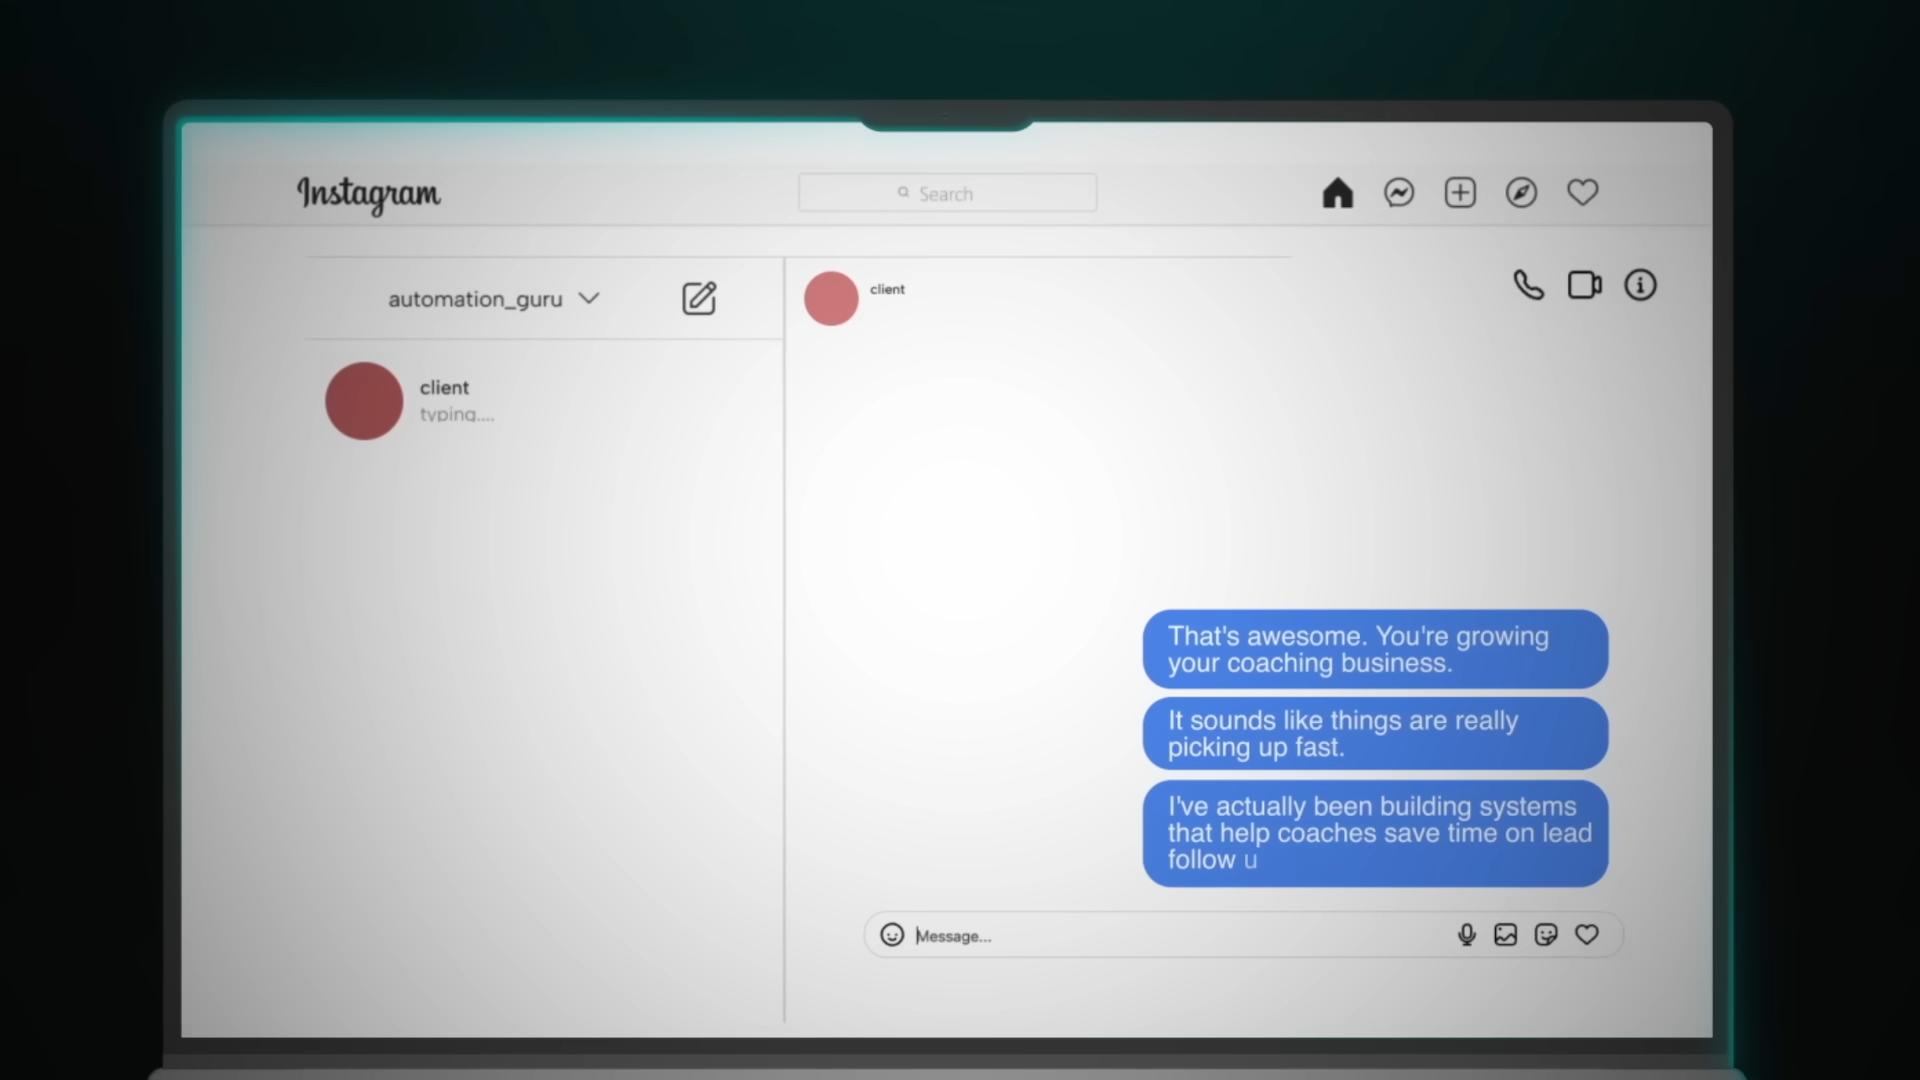 Instagram
Search
automation_guru
client
typing....
client
That's awesome. You're growing
your coaching business.
It sounds like things are really
picking up fast.
I've actually been building systems
that help coaches save time on lead
follow u
Message...